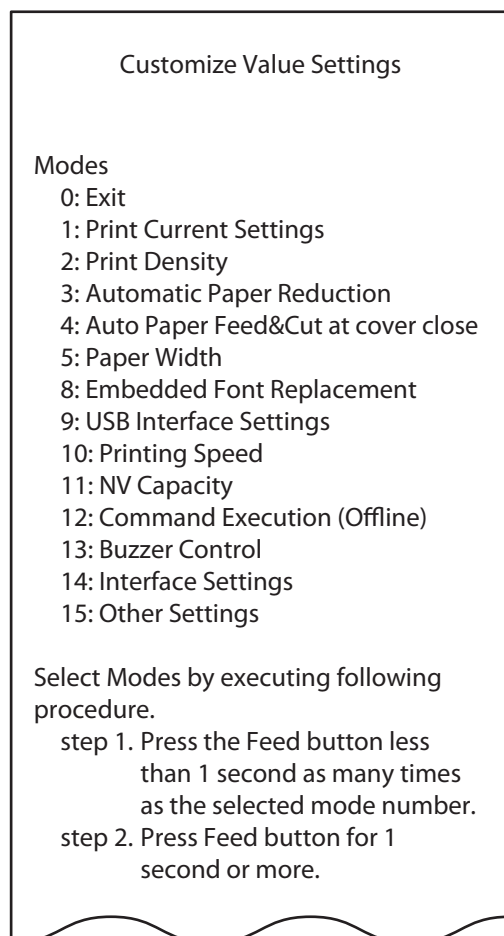 Customize Value Settings
Modes
0: Exit
1: Print Current Settings
2: Print Density
3: Automatic Paper Reduction
4: Auto Paper Feed&Cut at cover close
5: Paper Width
8: Embedded Font Replacement
9: USB Interface Settings
10: Printing Speed
11: NV Capacity
12: Command Execution (Offline)
13: Buzzer Control
14: Interface Settings
15: Other Settings
Select Modes by executing following
procedure.
step 1. Press the Feed button less
than 1 second as many times
as the selected mode number.
step 2. Press Feed button for 1
second or more.